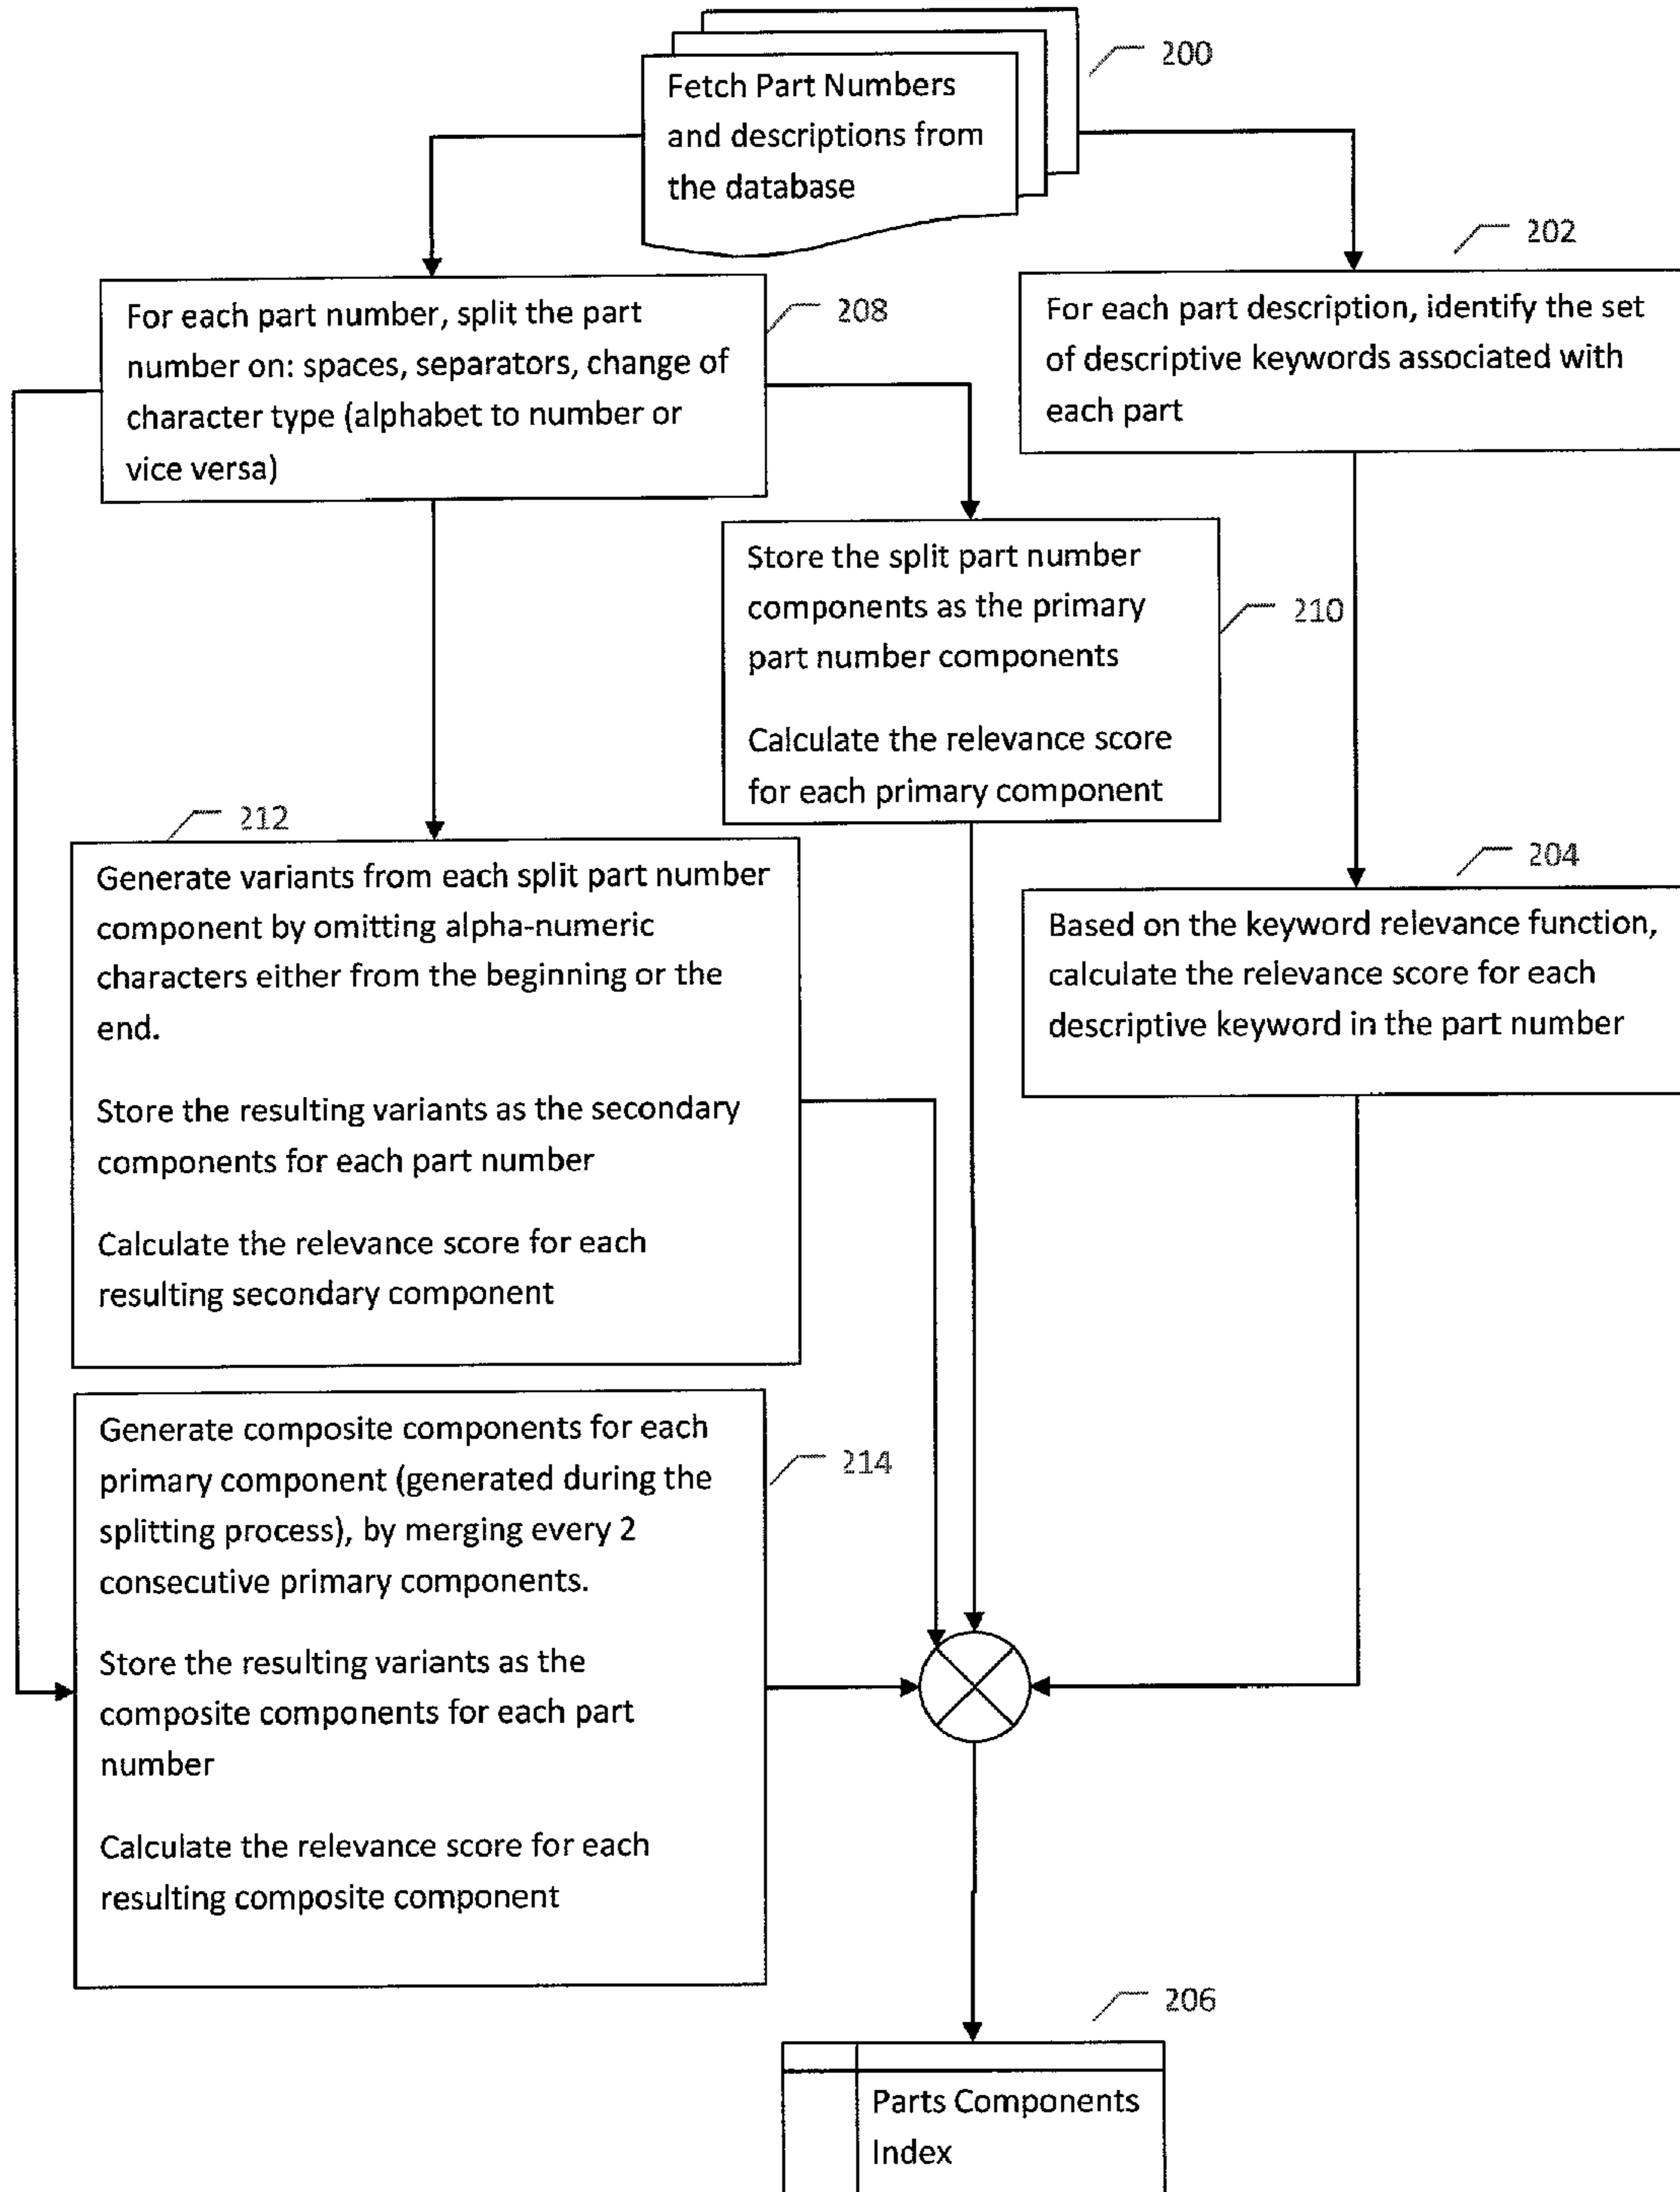 200
Fetch Part Numbers
and descriptions from
the database
202
For each part description, identify the set
of descriptive keywords associated with
each part
208
For each part number, split the part
number on: spaces, separators, change of
character type (alphabet to number or
vice versa)
Store the split part number
components as the primary
part number components
Calculate the relevance score
for each primary component
210
212
Generate variants from each split part number
component by omitting alpha-numeric
characters either from the beginning or the
end.
Store the resulting variants as the secondary
components for each part number
Calculate the relevance score for each
resulting secondary component
204
Based on the keyword relevance function,
calculate the relevance score for each
descriptive keyword in the part number
Generate composite components for each
primary component (generated during the
splitting process), by merging every 2
consecutive primary components.
Store the resulting variants as the
composite components for each part
number
Calculate the relevance score for each
resulting composite component
214
206
Parts Components
Index